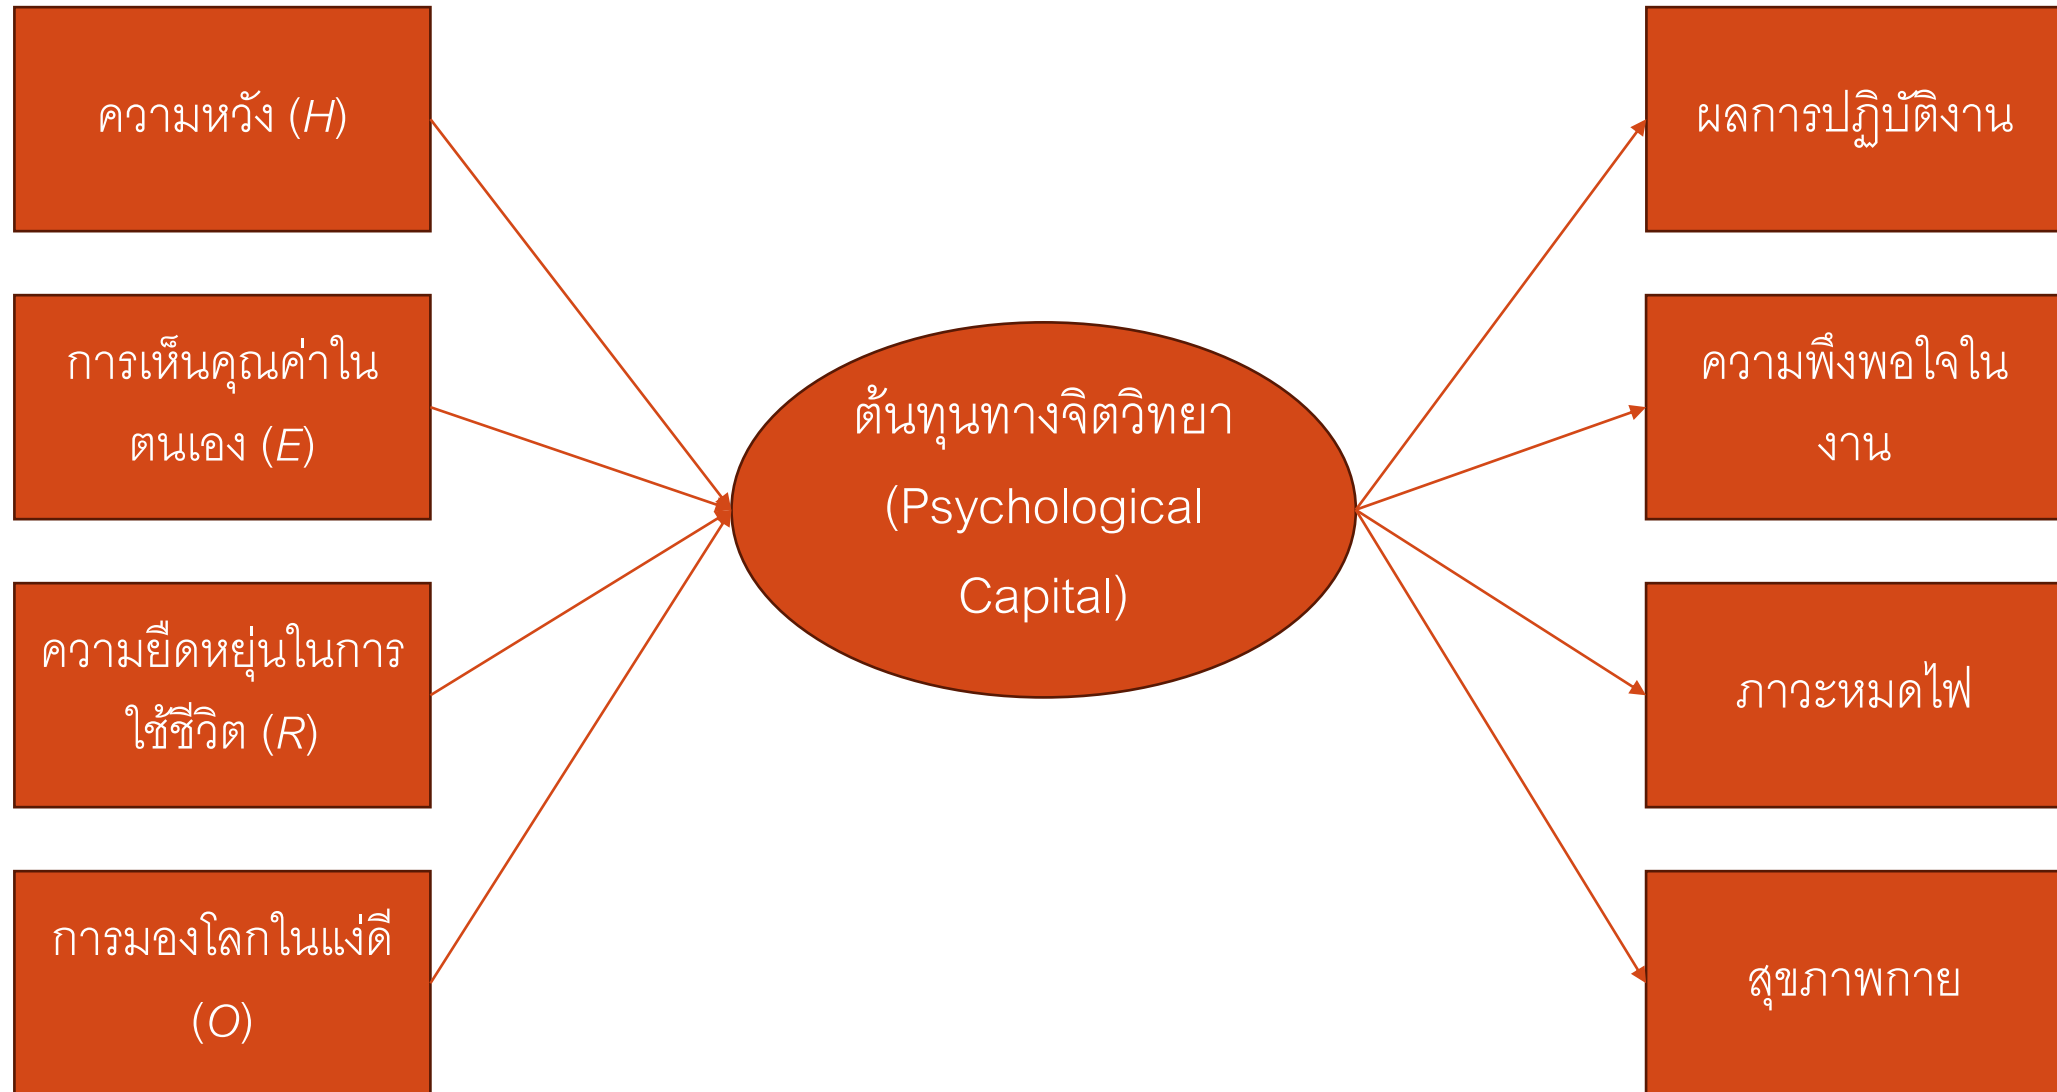 ความหวัง (H)
การเห็นคุณค่าใน
ตนเอง (E)
ความยืดหยุ่นในการ
ใช้ชีวิต (R)
การมองโลกในแง่ดี
(O)
ต้นทุนทางจิตวิทยา
(Psychological
Capital)
ผลการปฏิบัติงาน
ความพึงพอใจใน
งาน
ภาวะหมดไฟ
สุขภาพกาย